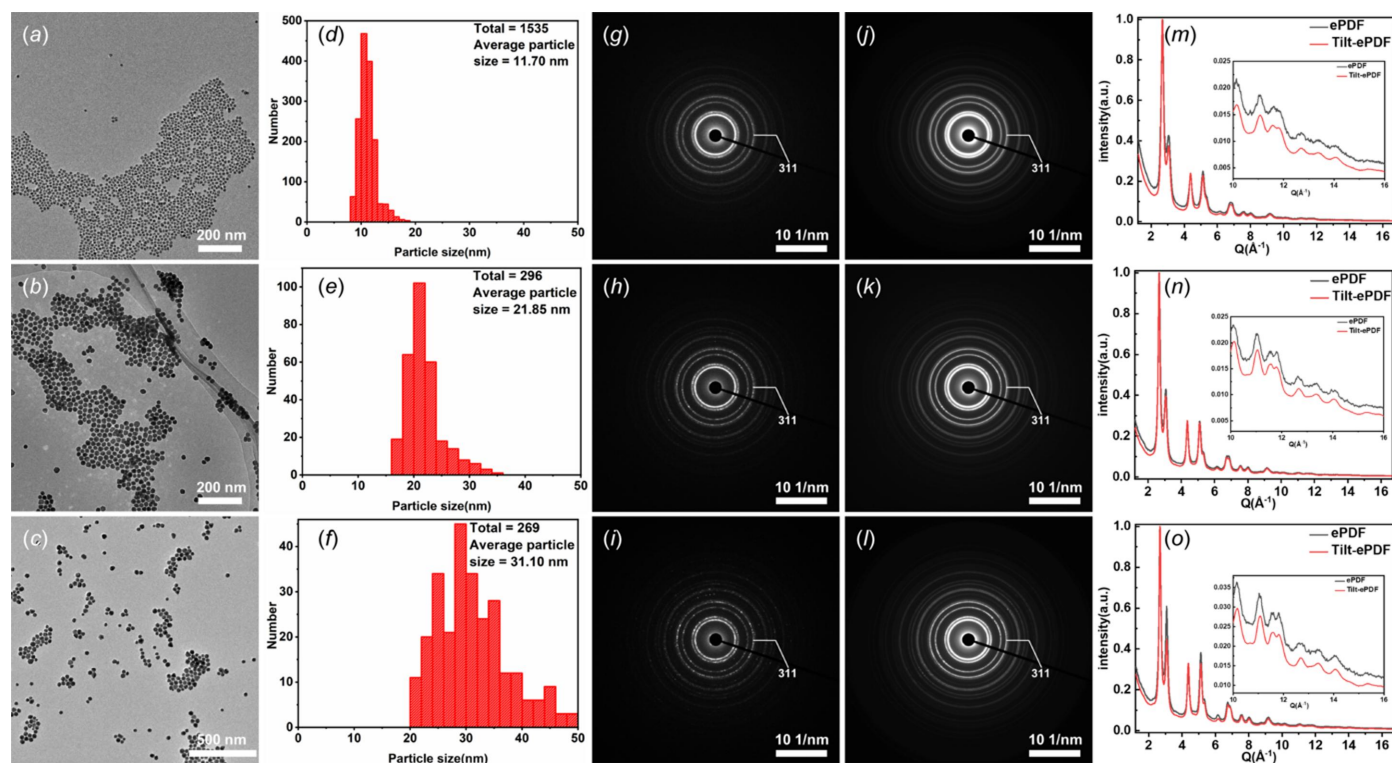 (a)
200 nm
(d)
Total = 1535
Average particle
size = 11.70 nm
Number
500
400
300
200
100
0
0 10 20 30 40 50
Particle size(nm)
(g)
311
10 1/nm
(j)
311
10 1/nm
(m)
ePDF
Tilt-ePDF
intensity(a.u.)
1.0
0.8
0.6
0.4
0.2
0.0
2 4 6 8 10 12 14 16
Q(Å⁻¹)
ePDF
Tilt-ePDF
0.025
0.020
0.015
0.010
0.005
10 12 14 16
Q(Å⁻¹)
(b)
200 nm
(e)
Total = 296
Average particle
size = 21.85 nm
Number
100
80
60
40
20
0
0 10 20 30 40 50
Particle size(nm)
(h)
311
10 1/nm
(k)
311
10 1/nm
(n)
ePDF
Tilt-ePDF
intensity(a.u.)
1.0
0.8
0.6
0.4
0.2
0.0
2 4 6 8 10 12 14 16
Q(Å⁻¹)
ePDF
Tilt-ePDF
0.025
0.020
0.015
0.010
0.005
10 12 14 16
Q(Å⁻¹)
(c)
500 nm
(f)
Total = 269
Average particle
size = 31.10 nm
Number
40
30
20
10
0
0 10 20 30 40 50
Particle size(nm)
(i)
311
10 1/nm
(l)
311
10 1/nm
(o)
ePDF
Tilt-ePDF
intensity(a.u.)
1.0
0.8
0.6
0.4
0.2
0.0
2 4 6 8 10 12 14 16
Q(Å⁻¹)
ePDF
Tilt-ePDF
0.035
0.030
0.025
0.020
0.015
0.010
10 12 14 16
Q(Å⁻¹)